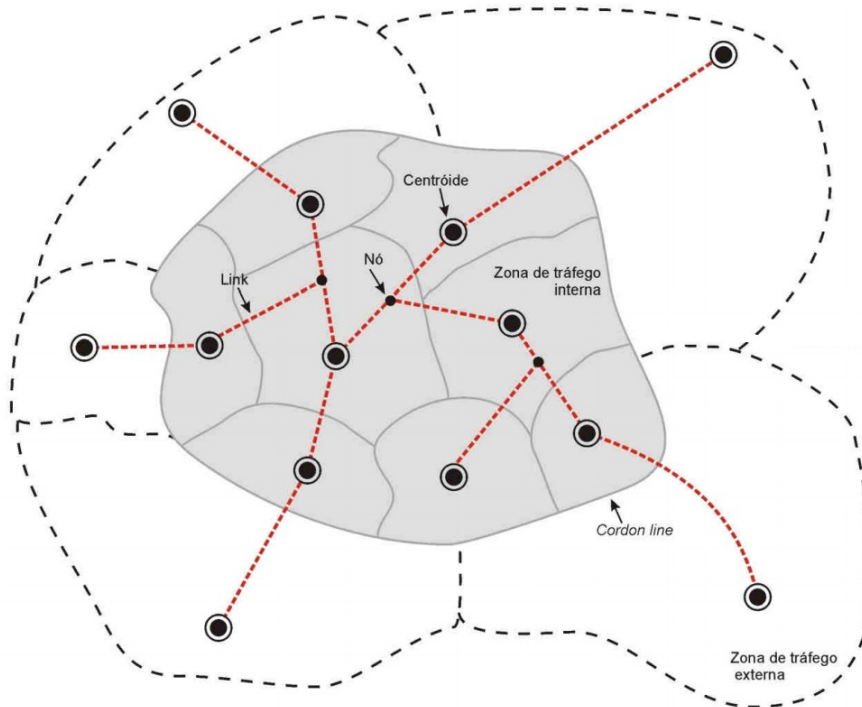 Centróide
Nó
Link
Zona de tráfego
interna
Cordon line
Zona de tráfego
externa